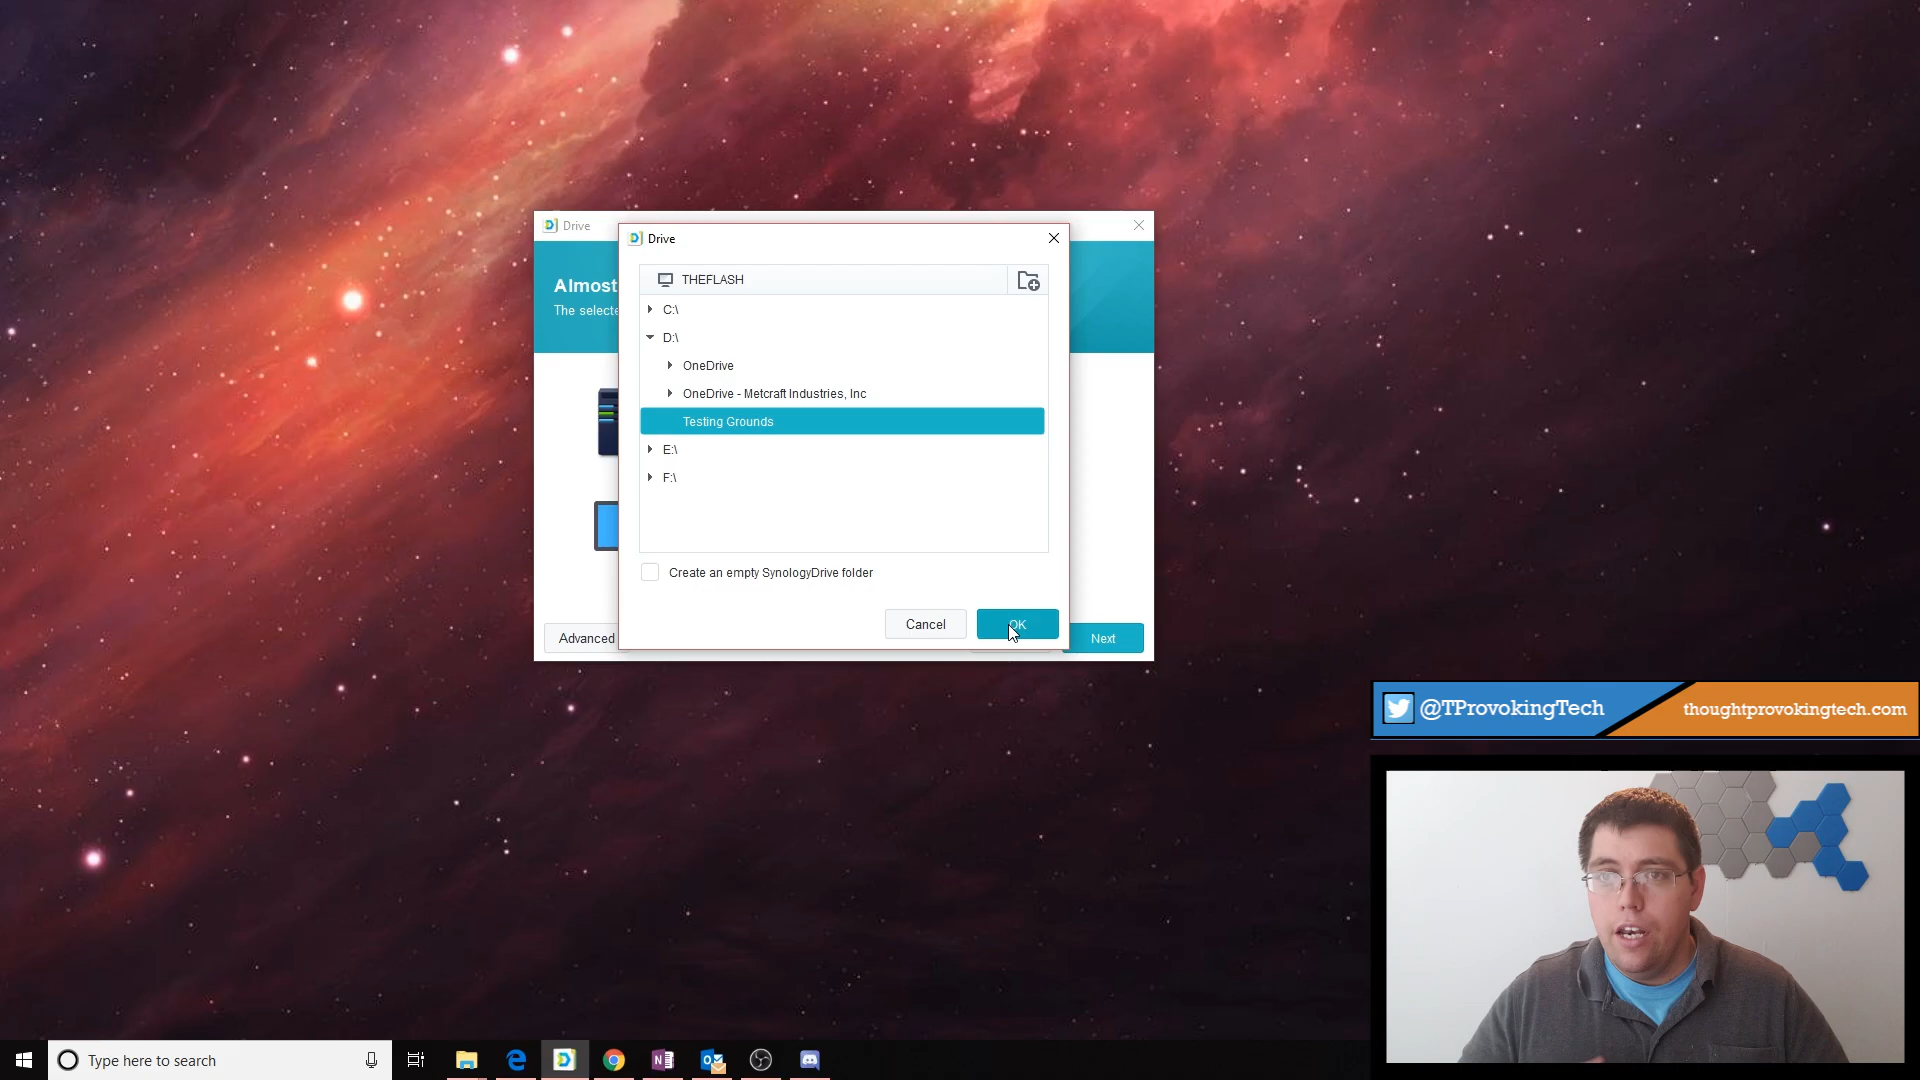 Drive
Almost
The selecte
Drive
THEFLASH
C:\
D:\
OneDrive
OneDrive - Metcraft Industries, Inc
Testing Grounds
E:\
F:\
Create an empty SynologyDrive folder
Cancel
OK
Advanced
Next
@TProvokingTech
thoughtprovokingtech.com
Type here to search